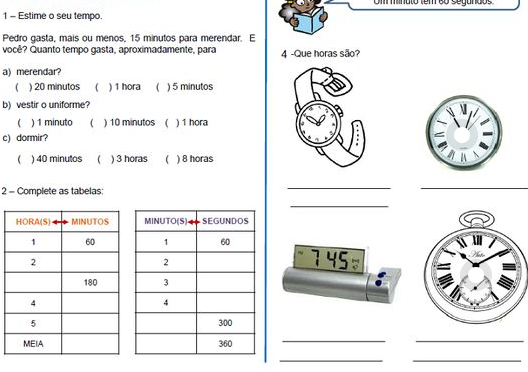 1 – Estime o seu tempo.
Pedro gasta, mais ou menos, 15 minutos para merendar. E
você? Quanto tempo gasta, aproximadamente, para
a) merendar?
( ) 20 minutos ( ) 1 hora ( ) 5 minutos
b) vestir o uniforme?
( ) 1 minuto ( ) 10 minutos ( ) 1 hora
c) dormir?
( ) 40 minutos ( ) 3 horas ( ) 8 horas
2 – Complete as tabelas:
HORA(S) MINUTOS
1 60
2
180
4
5
MEIA
MINUTO(S) SEGUNDOS
1 60
2
3
4
300
360
Um minuto tem 60 segundos.
4 -Que horas são?
7 45